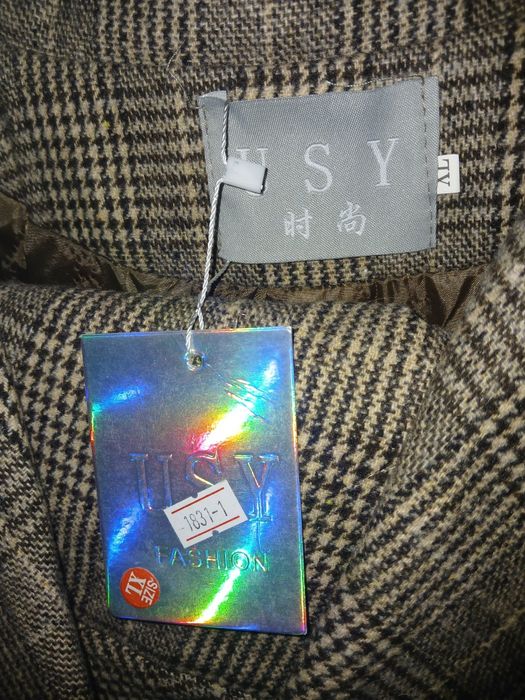 USY
时尚
XL
USY
1831-1
FASHION
SIZE
XL